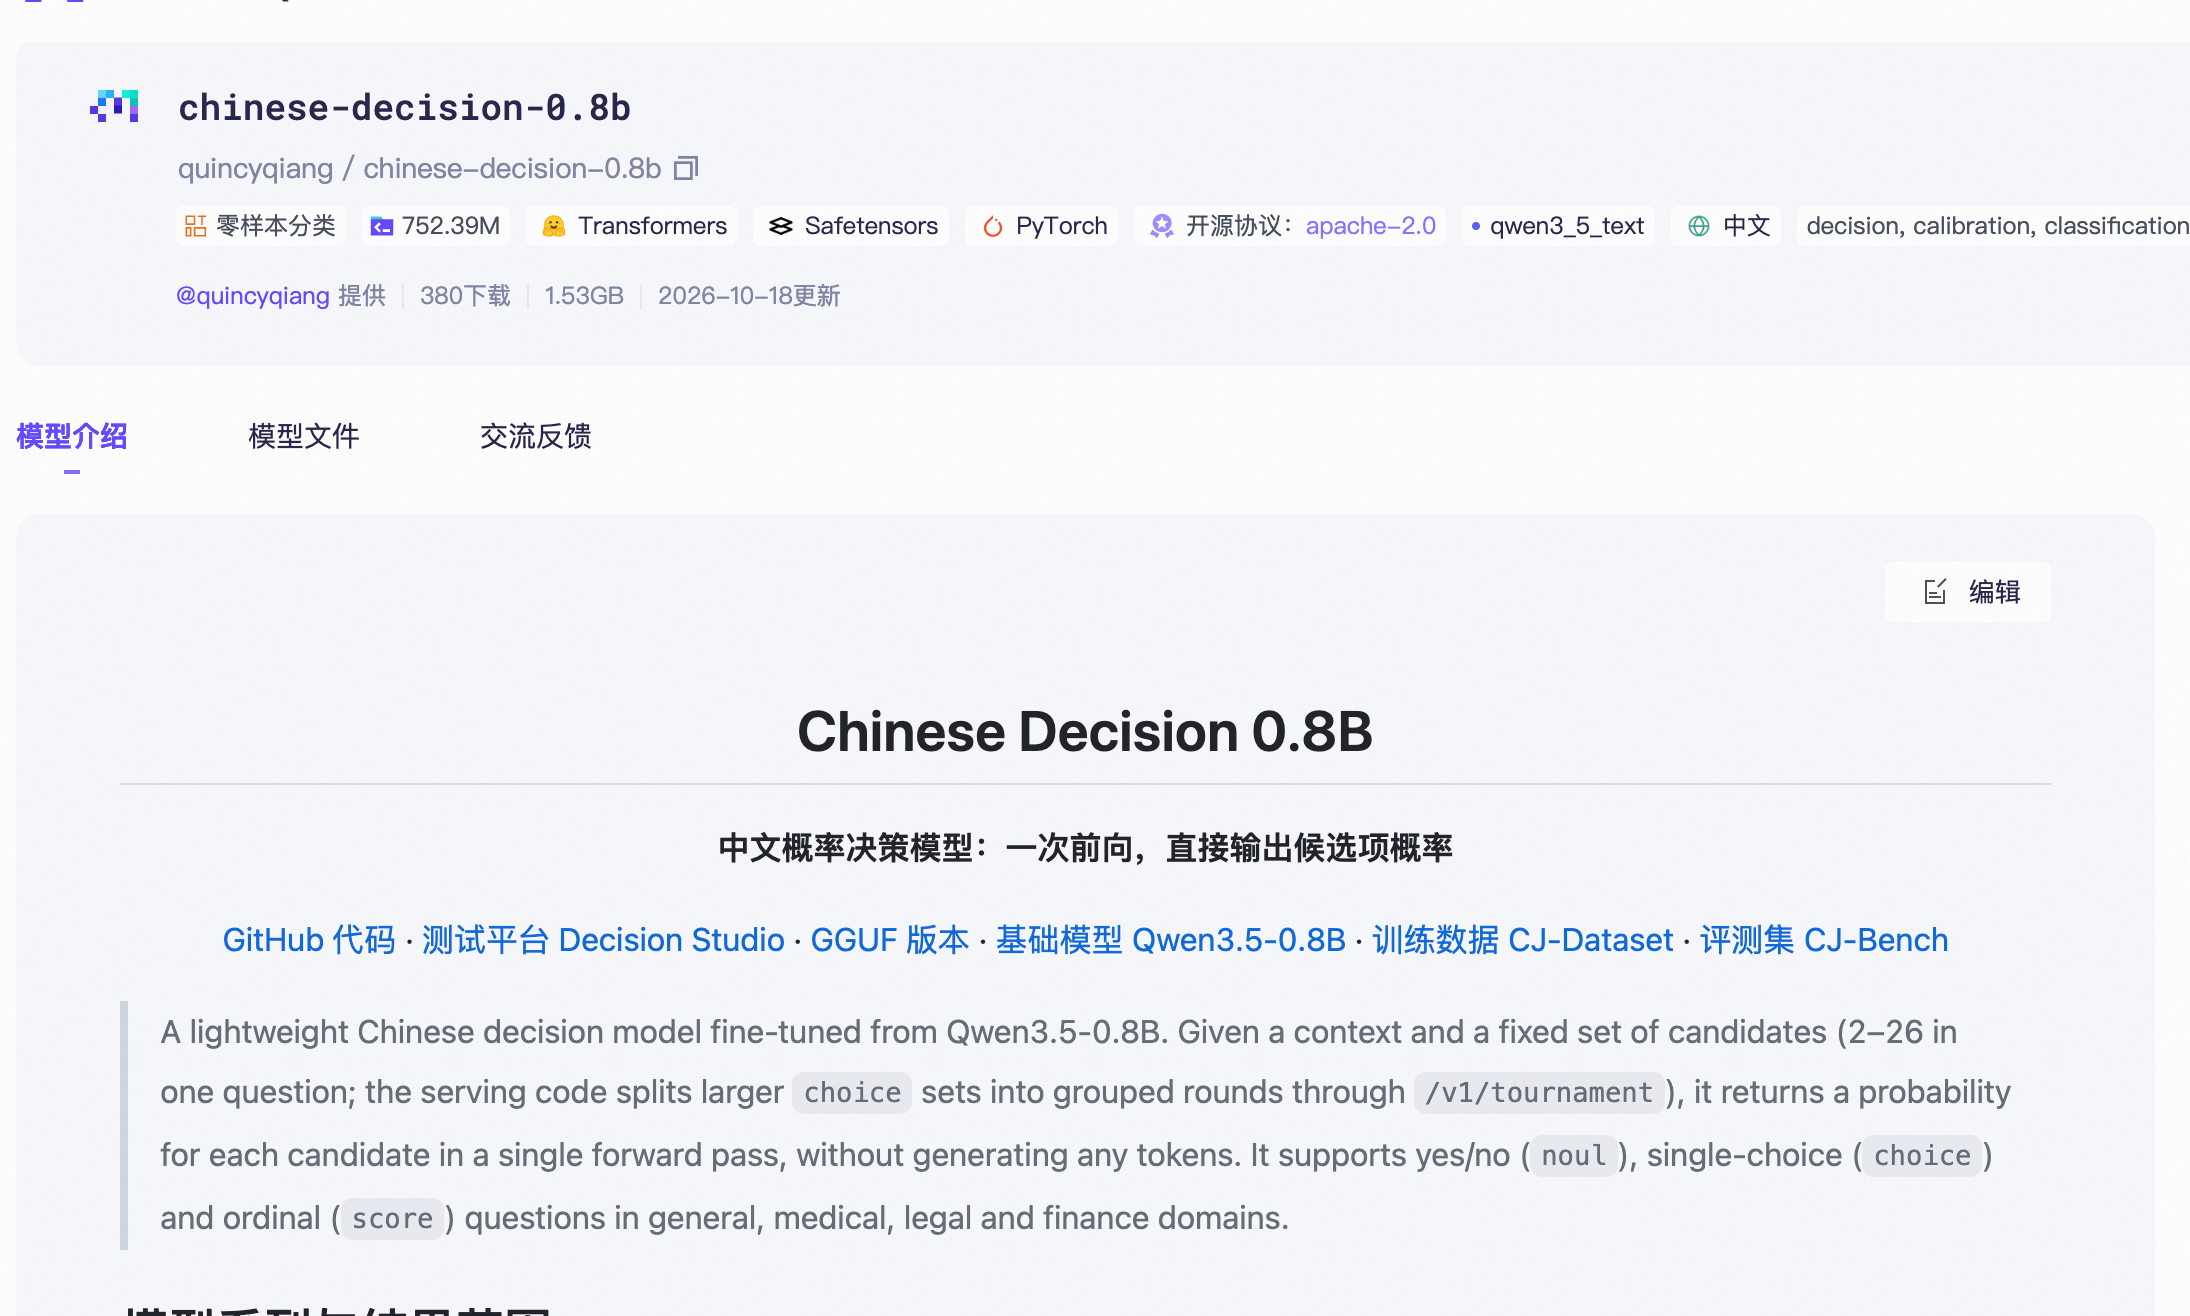 chinese-decision-0.8b
quincyqiang / chinese-decision-0.8b
零样本分类 752.39M Transformers Safetensors PyTorch 开源协议：apache-2.0 qwen3_5_text 中文 decision, calibration, classification
@quincyqiang 提供 380下载 1.53GB 2026-10-18更新
模型介绍 模型文件 交流反馈
编辑
Chinese Decision 0.8B
中文概率决策模型：一次前向，直接输出候选项概率
GitHub 代码 · 测试平台 Decision Studio · GGUF 版本 · 基础模型 Qwen3.5-0.8B · 训练数据 CJ-Dataset · 评测集 CJ-Bench
A lightweight Chinese decision model fine-tuned from Qwen3.5-0.8B. Given a context and a fixed set of candidates (2–26 in
one question; the serving code splits larger choice sets into grouped rounds through /v1/tournament), it returns a probability
for each candidate in a single forward pass, without generating any tokens. It supports yes/no (noul), single-choice (choice)
and ordinal (score) questions in general, medical, legal and finance domains.